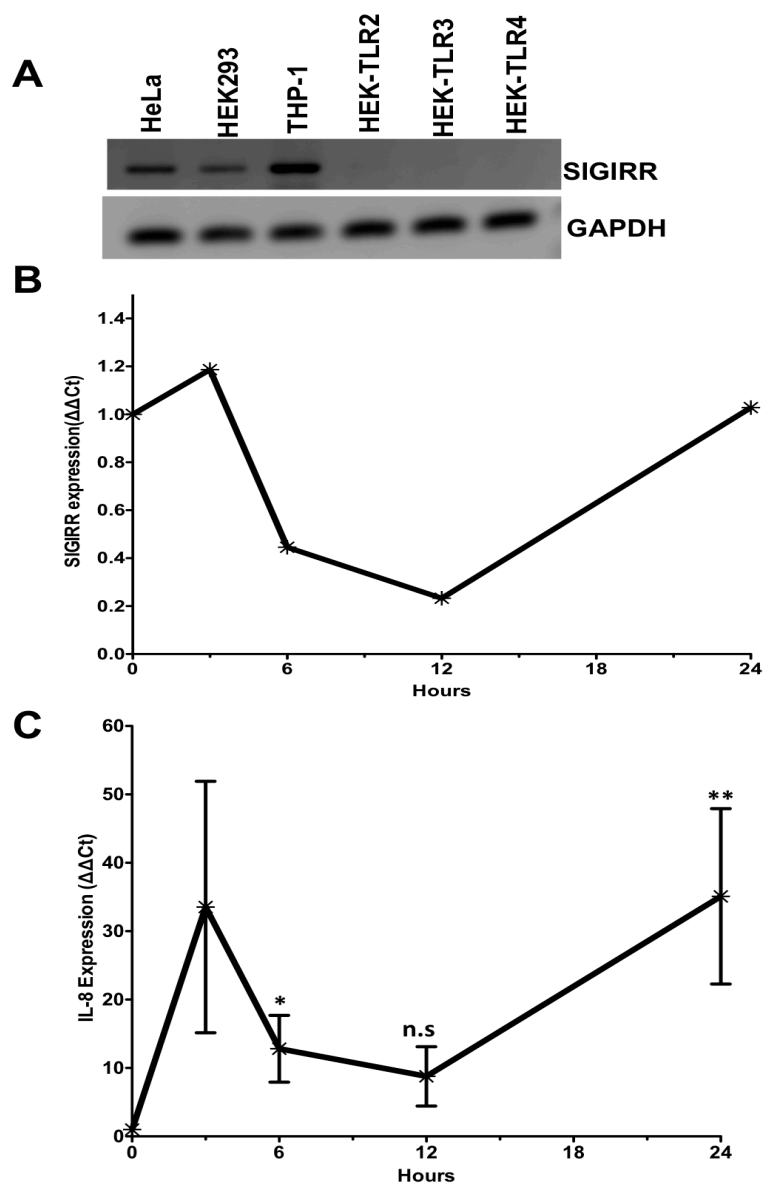 A
HeLa
HEK293
THP-1
HEK-TLR2
HEK-TLR3
HEK-TLR4
SIGIRR
GAPDH
B
SIGIRR expression(ΔΔCt)
1.4
1.2
1.0
0.8
0.6
0.4
0.2
0.0
0 6 12 18 24
Hours
C
IL-8 Expression (ΔΔCt)
60
50
40
30
20
10
0
*
n.s
**
0 6 12 18 24
Hours